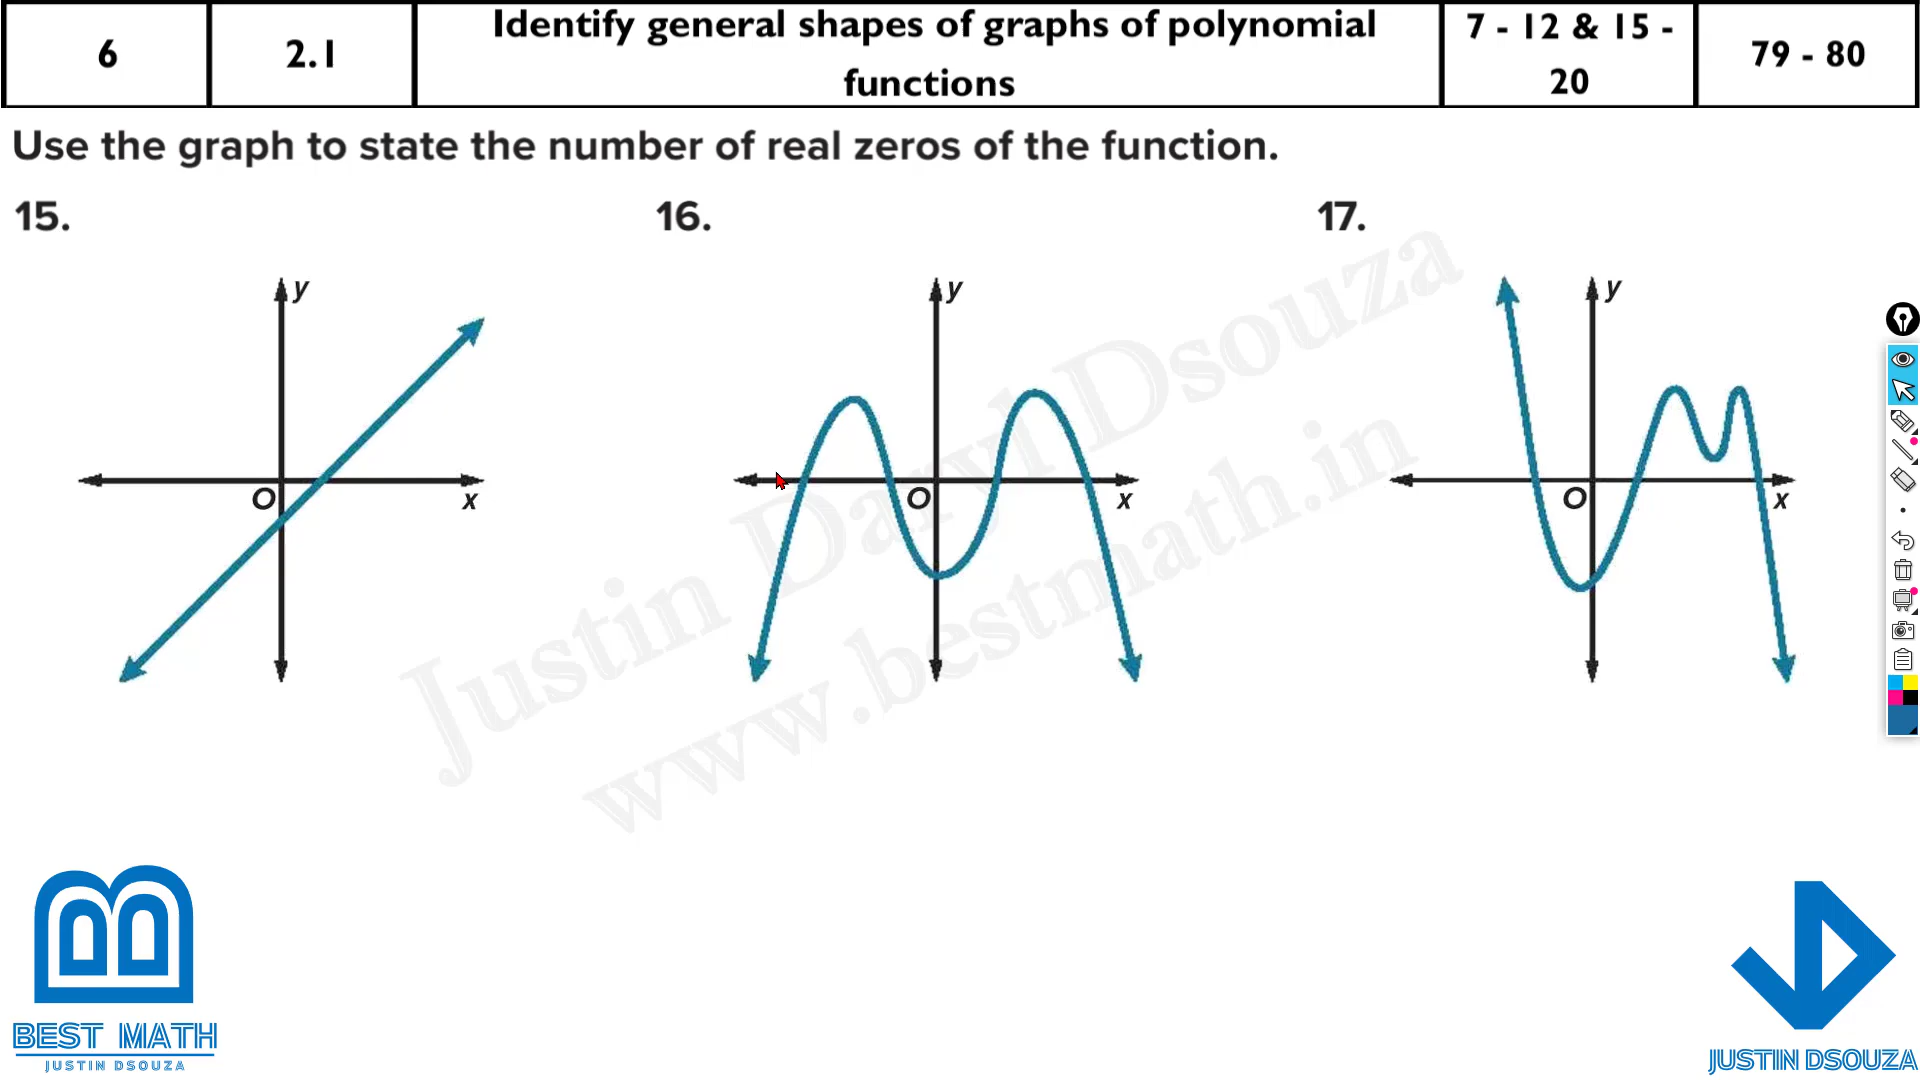 6
2.1
Identify general shapes of graphs of polynomial
functions
7 - 12 & 15 -
20
79 - 80
Use the graph to state the number of real zeros of the function.
15.
16.
17.
y
O
x
y
O
x
y
O
x
Justin Daryl Dsouza
www.bestmath.in
BEST MATH
JUSTIN DSOUZA
JUSTIN DSOUZA